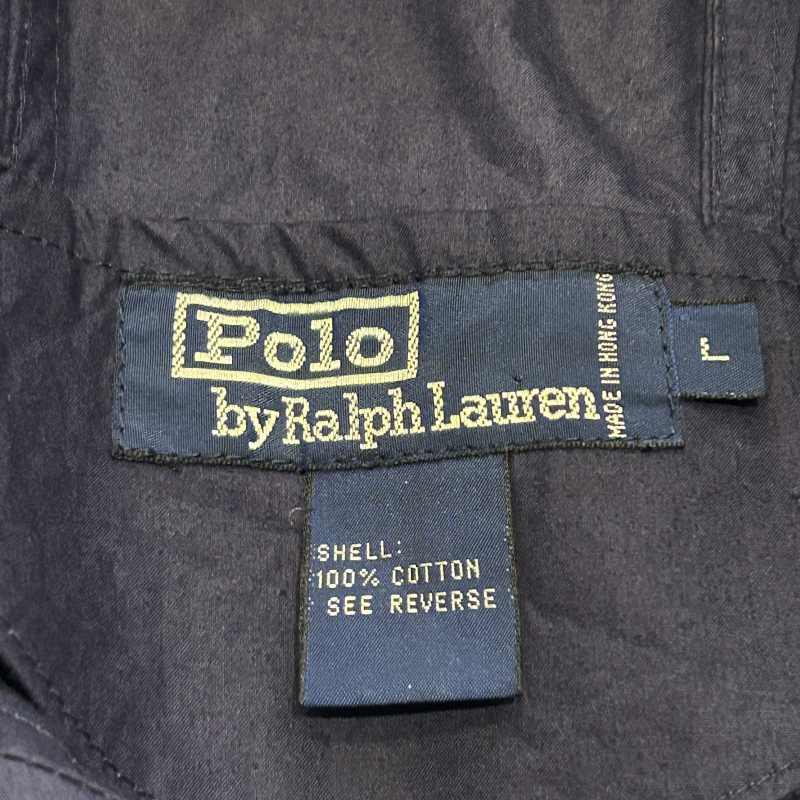 Polo
by Ralph Lauren
MADE IN HONG KONG
L
SHELL:
100% COTTON
SEE REVERSE